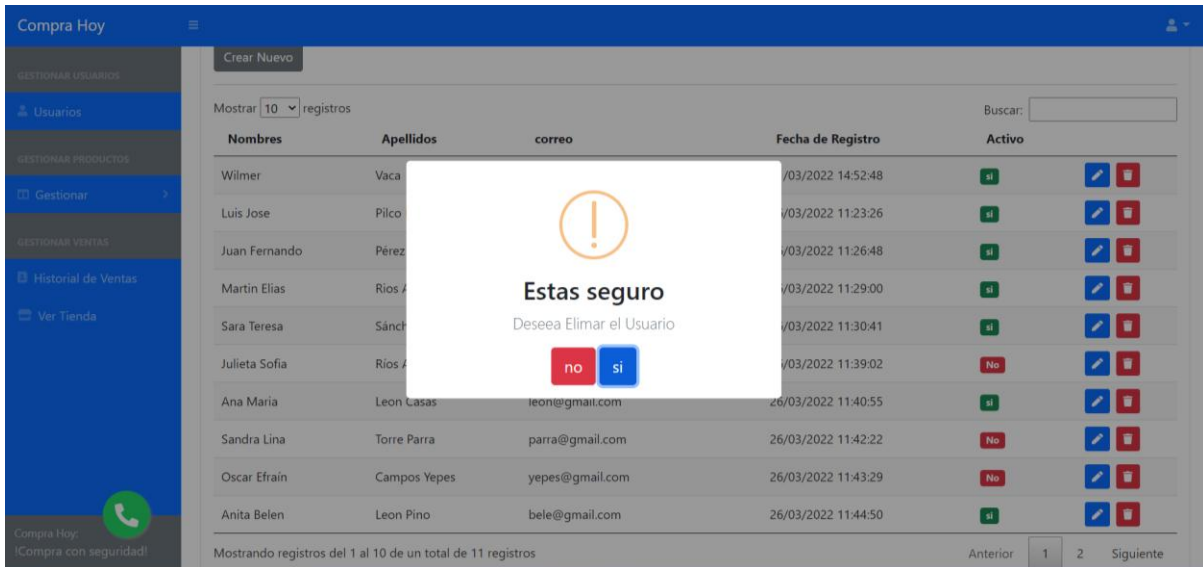 Compra Hoy
Crear Nuevo
GESTIONAR USUARIOS
Usuarios
GESTIONAR PRODUCTOS
Gestionar
GESTIONAR VENTAS
Historial de Ventas
Ver Tienda
Compra Hoy:
!Compra con seguridad!
Mostrar 10 registros
Buscar:
Nombres Apellidos correo Fecha de Registro Activo
Wilmer Vaca /03/2022 14:52:48 si
Luis Jose Pilco /03/2022 11:23:26 si
Juan Fernando Pérez /03/2022 11:26:48 si
Martin Elias Rios /03/2022 11:29:00 si
Sara Teresa /03/2022 11:30:41 si
Julieta Sofia Rios /03/2022 11:39:02 No
Ana Maria Leon Casas leon@gmail.com 26/03/2022 11:40:55 si
Sandra Lina Torre Parra parra@gmail.com 26/03/2022 11:42:22 No
Oscar Efraín Campos Yepes yepes@gmail.com 26/03/2022 11:43:29 No
Anita Belen Leon Pino bele@gmail.com 26/03/2022 11:44:50 si
Mostrando registros del 1 al 10 de un total de 11 registros
Anterior 1 2 Siguiente
Estas seguro
Deseea Elimar el Usuario
no si